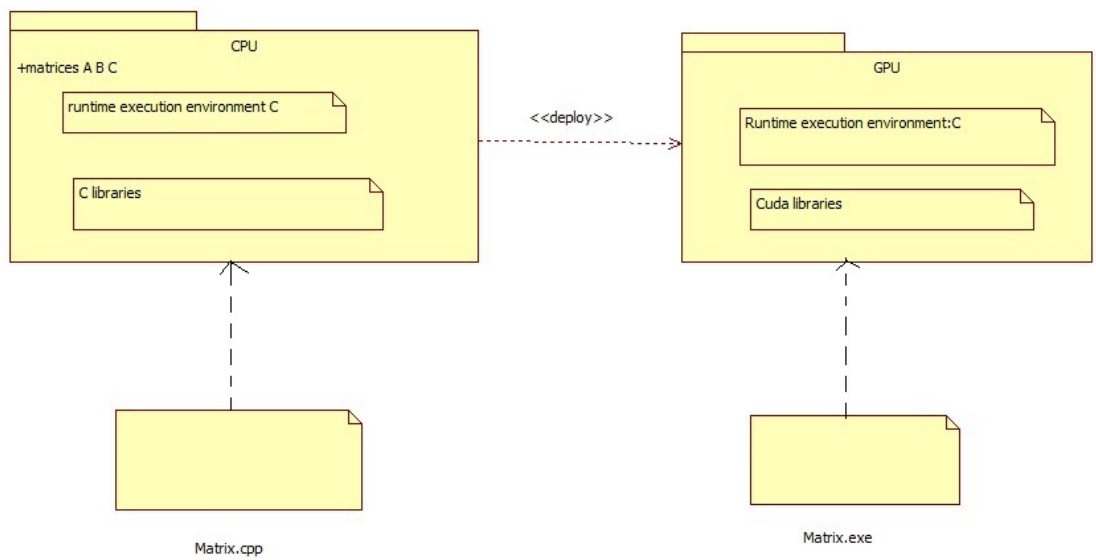 CPU
+matrices A B C
runtime execution environment C
C libraries
<<deploy>>
GPU
Runtime execution environment:C
Cuda libraries
Matrix.cpp
Matrix.exe